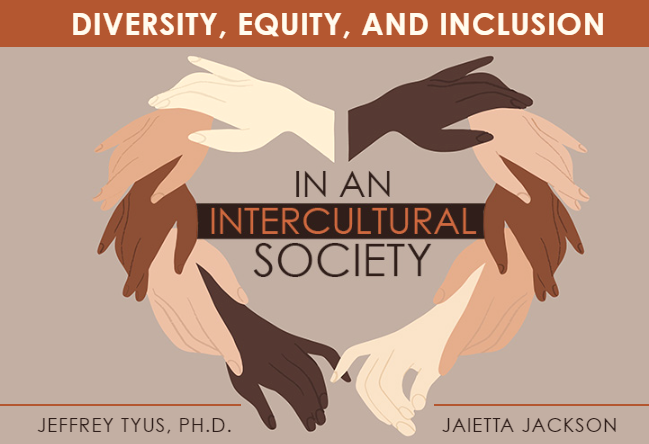 DIVERSITY, EQUITY, AND INCLUSION
IN AN
INTERCULTURAL
SOCIETY
JEFFREY TYUS, PH.D.
JAIETTA JACKSON